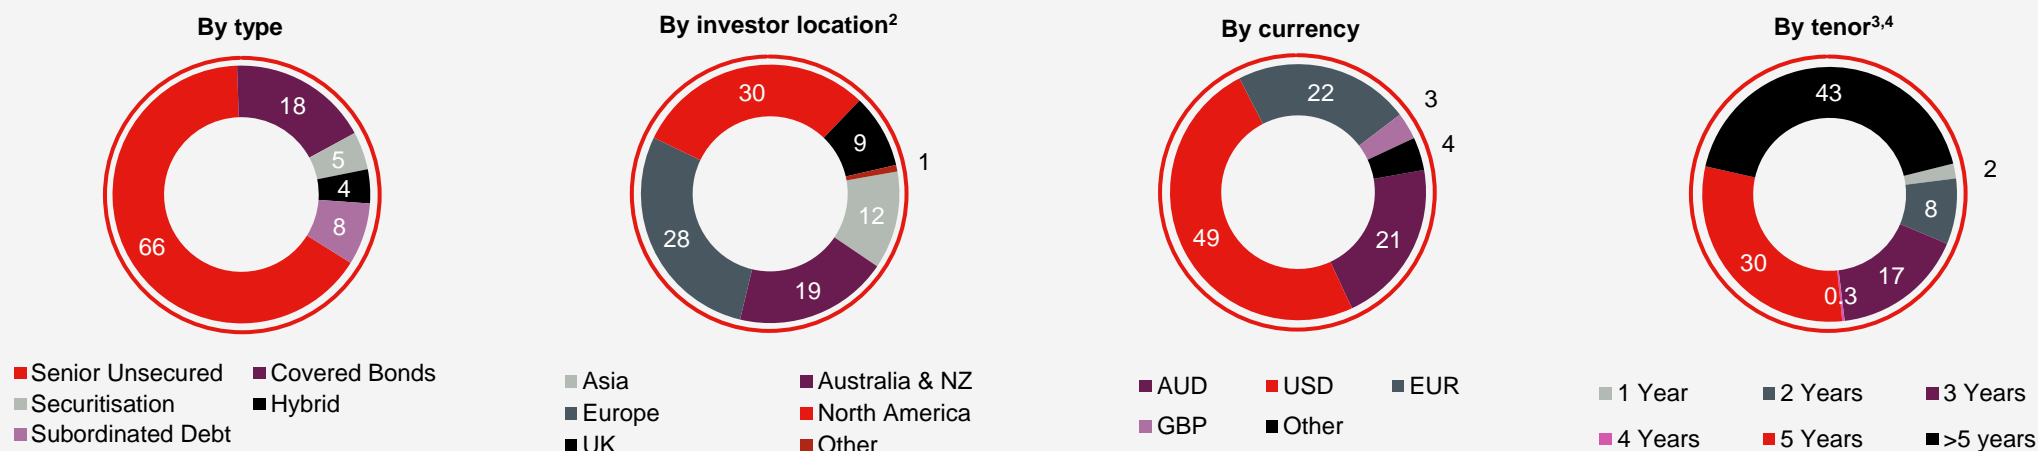 By type
18
5
4
8
66
Senior Unsecured
Covered Bonds
Securitisation
Hybrid
Subordinated Debt
By investor location2
30
9
1
12
19
28
Asia
Australia & NZ
Europe
North America
UK
Other
By currency
22
3
4
21
49
AUD
USD
EUR
GBP
Other
By tenor3,4
43
2
8
17
0.3
30
1 Year
2 Years
3 Years
4 Years
5 Years
>5 years